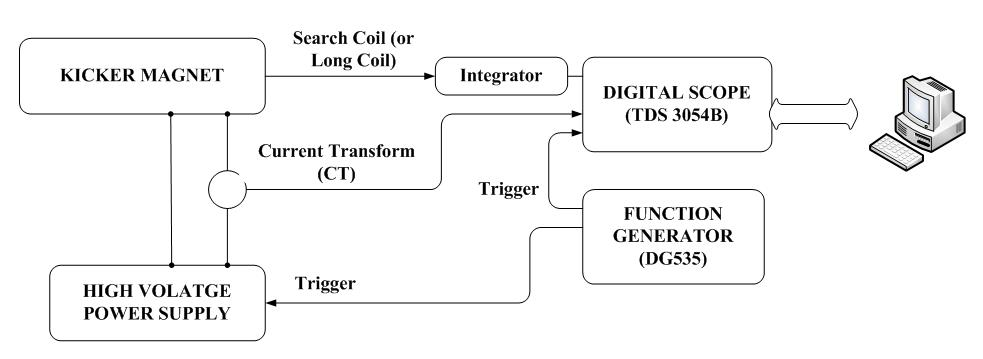 KICKER MAGNET
Search Coil (or
Long Coil)
Integrator
DIGITAL SCOPE
(TDS 3054B)
Current Transform
(CT)
Trigger
FUNCTION
GENERATOR
(DG535)
HIGH VOLATGE
POWER SUPPLY
Trigger